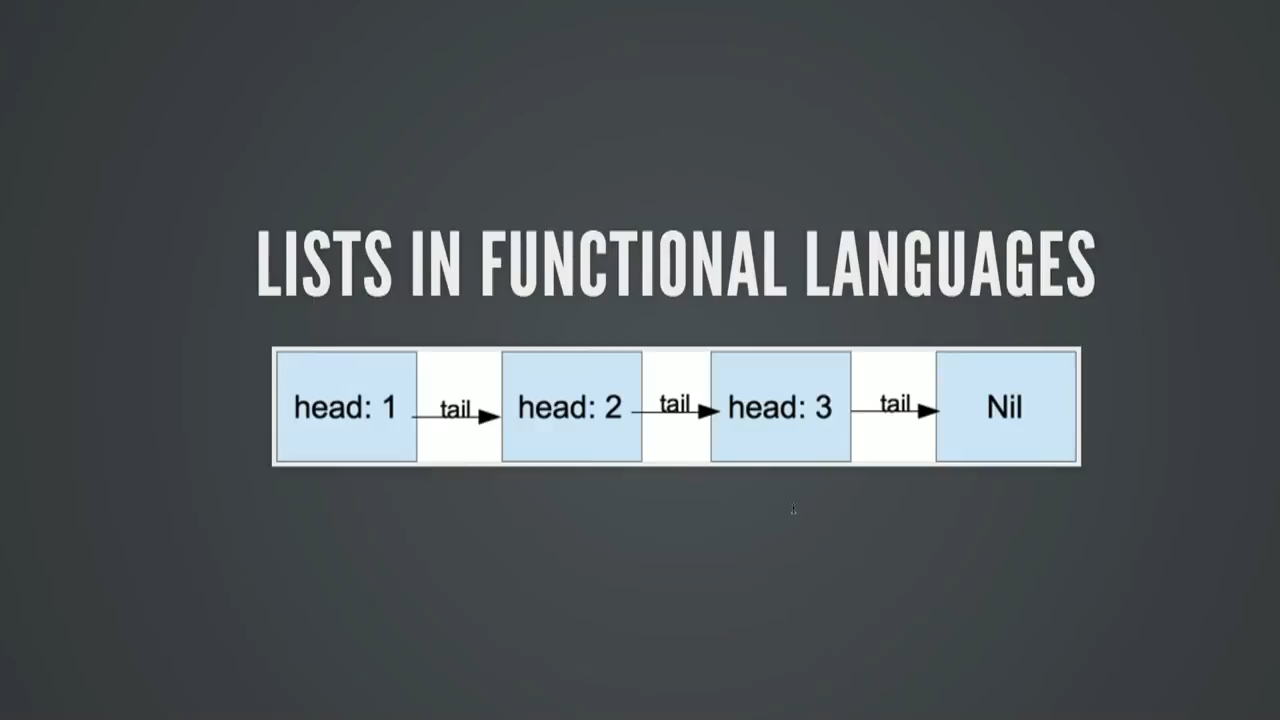 LISTS IN FUNCTIONAL LANGUAGES
head: 1 tail head: 2 tail head: 3 tail Nil